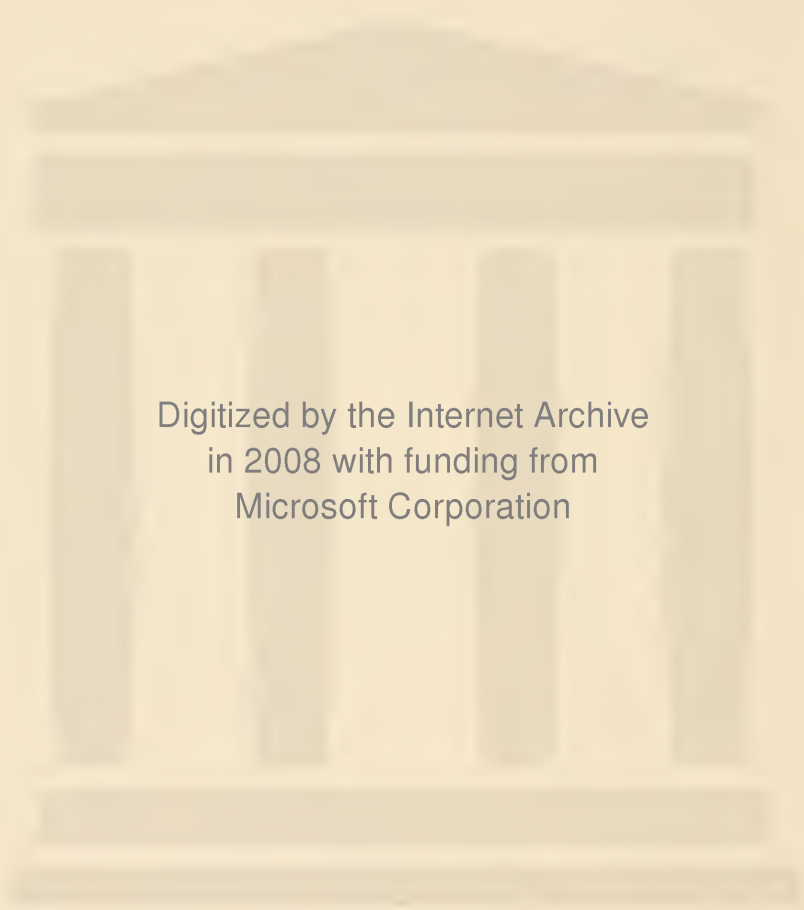 Digitized by the Internet Archive
in 2008 with funding from
Microsoft Corporation